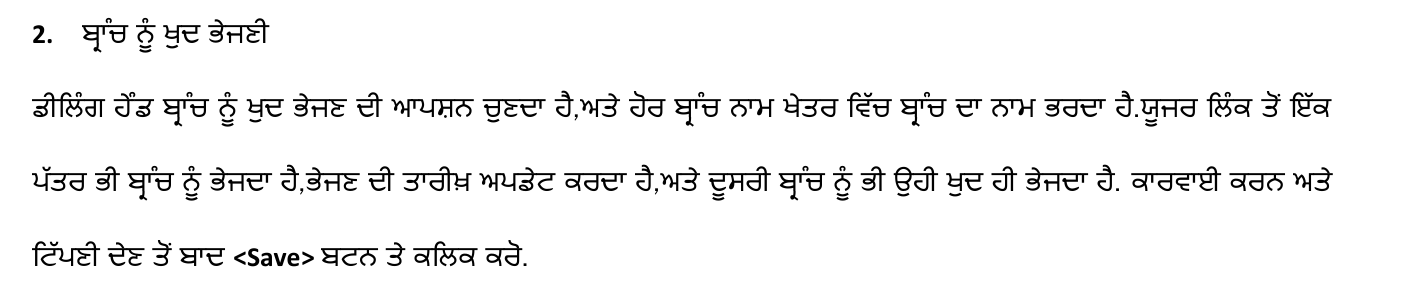 2. ਬ੍ਰਾਂਚ ਨੂੰ ਖੁਦ ਭੇਜਣੀ
ਡੀਲਿੰਗ ਹੇਂਡ ਬ੍ਰਾਂਚ ਨੂੰ ਖੁਦ ਭੇਜਣ ਦੀ ਆਪਸ਼ਨ ਚੁਣਦਾ ਹੈ,ਅਤੇ ਹੋਰ ਬ੍ਰਾਂਚ ਨਾਮ ਖੇਤਰ ਵਿੱਚ ਬ੍ਰਾਂਚ ਦਾ ਨਾਮ ਭਰਦਾ ਹੈ.ਯੂਜਰ ਲਿੰਕ ਤੋਂ ਇੱਕ
ਪੱਤਰ ਭੀ ਬ੍ਰਾਂਚ ਨੂੰ ਭੇਜਦਾ ਹੈ,ਭੇਜਣ ਦੀ ਤਾਰੀਖ਼ ਅਪਡੇਟ ਕਰਦਾ ਹੈ,ਅਤੇ ਦੂਸਰੀ ਬ੍ਰਾਂਚ ਨੂੰ ਭੀ ਉਹੀ ਖੁਦ ਹੀ ਭੇਜਦਾ ਹੈ. ਕਾਰਵਾਈ ਕਰਨ ਅਤੇ
ਟਿੱਪਣੀ ਦੇਣ ਤੋਂ ਬਾਦ <Save> ਬਟਨ ਤੇ ਕਲਿਕ ਕਰੋ.